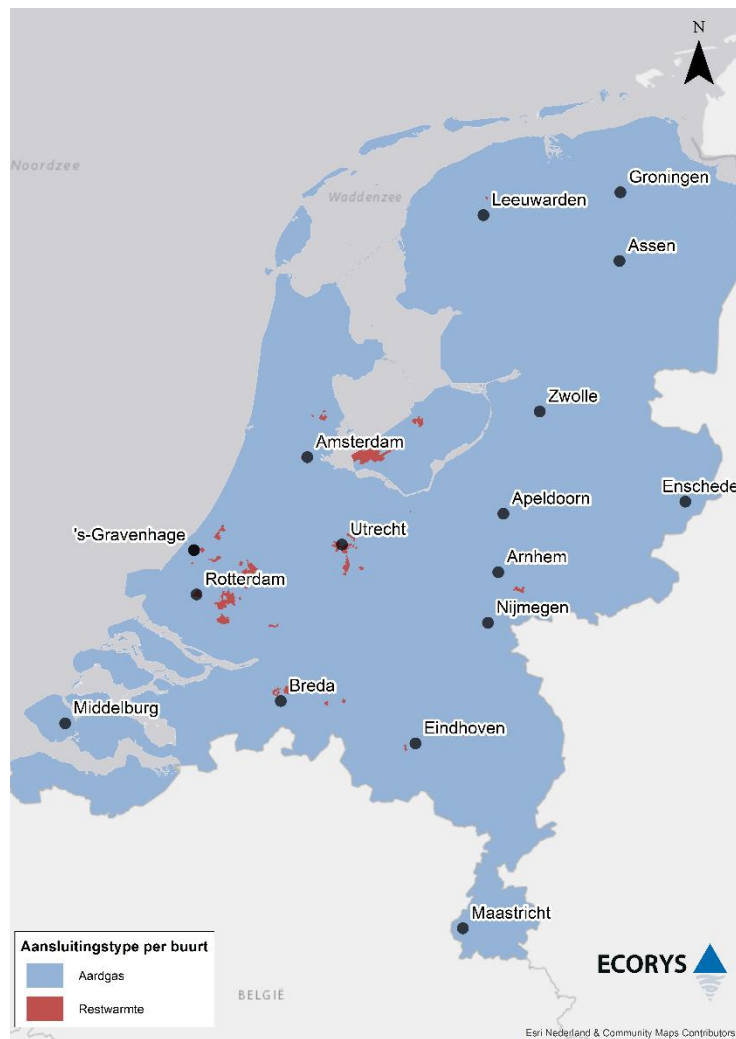 N
Noordzee
Waddenzee
Groningen
Leeuwarden
Assen
Zwolle
Amsterdam
Enschede
Apeldoorn
Utrecht
's-Gravenhage
Arnhem
Rotterdam
Nijmegen
Breda
Middelburg
Eindhoven
Maastricht
Aansluitingstype per buurt
Aardgas
Restwarmte
BELGIË
ECORYS
Esri Nederland & Community Maps Contributors